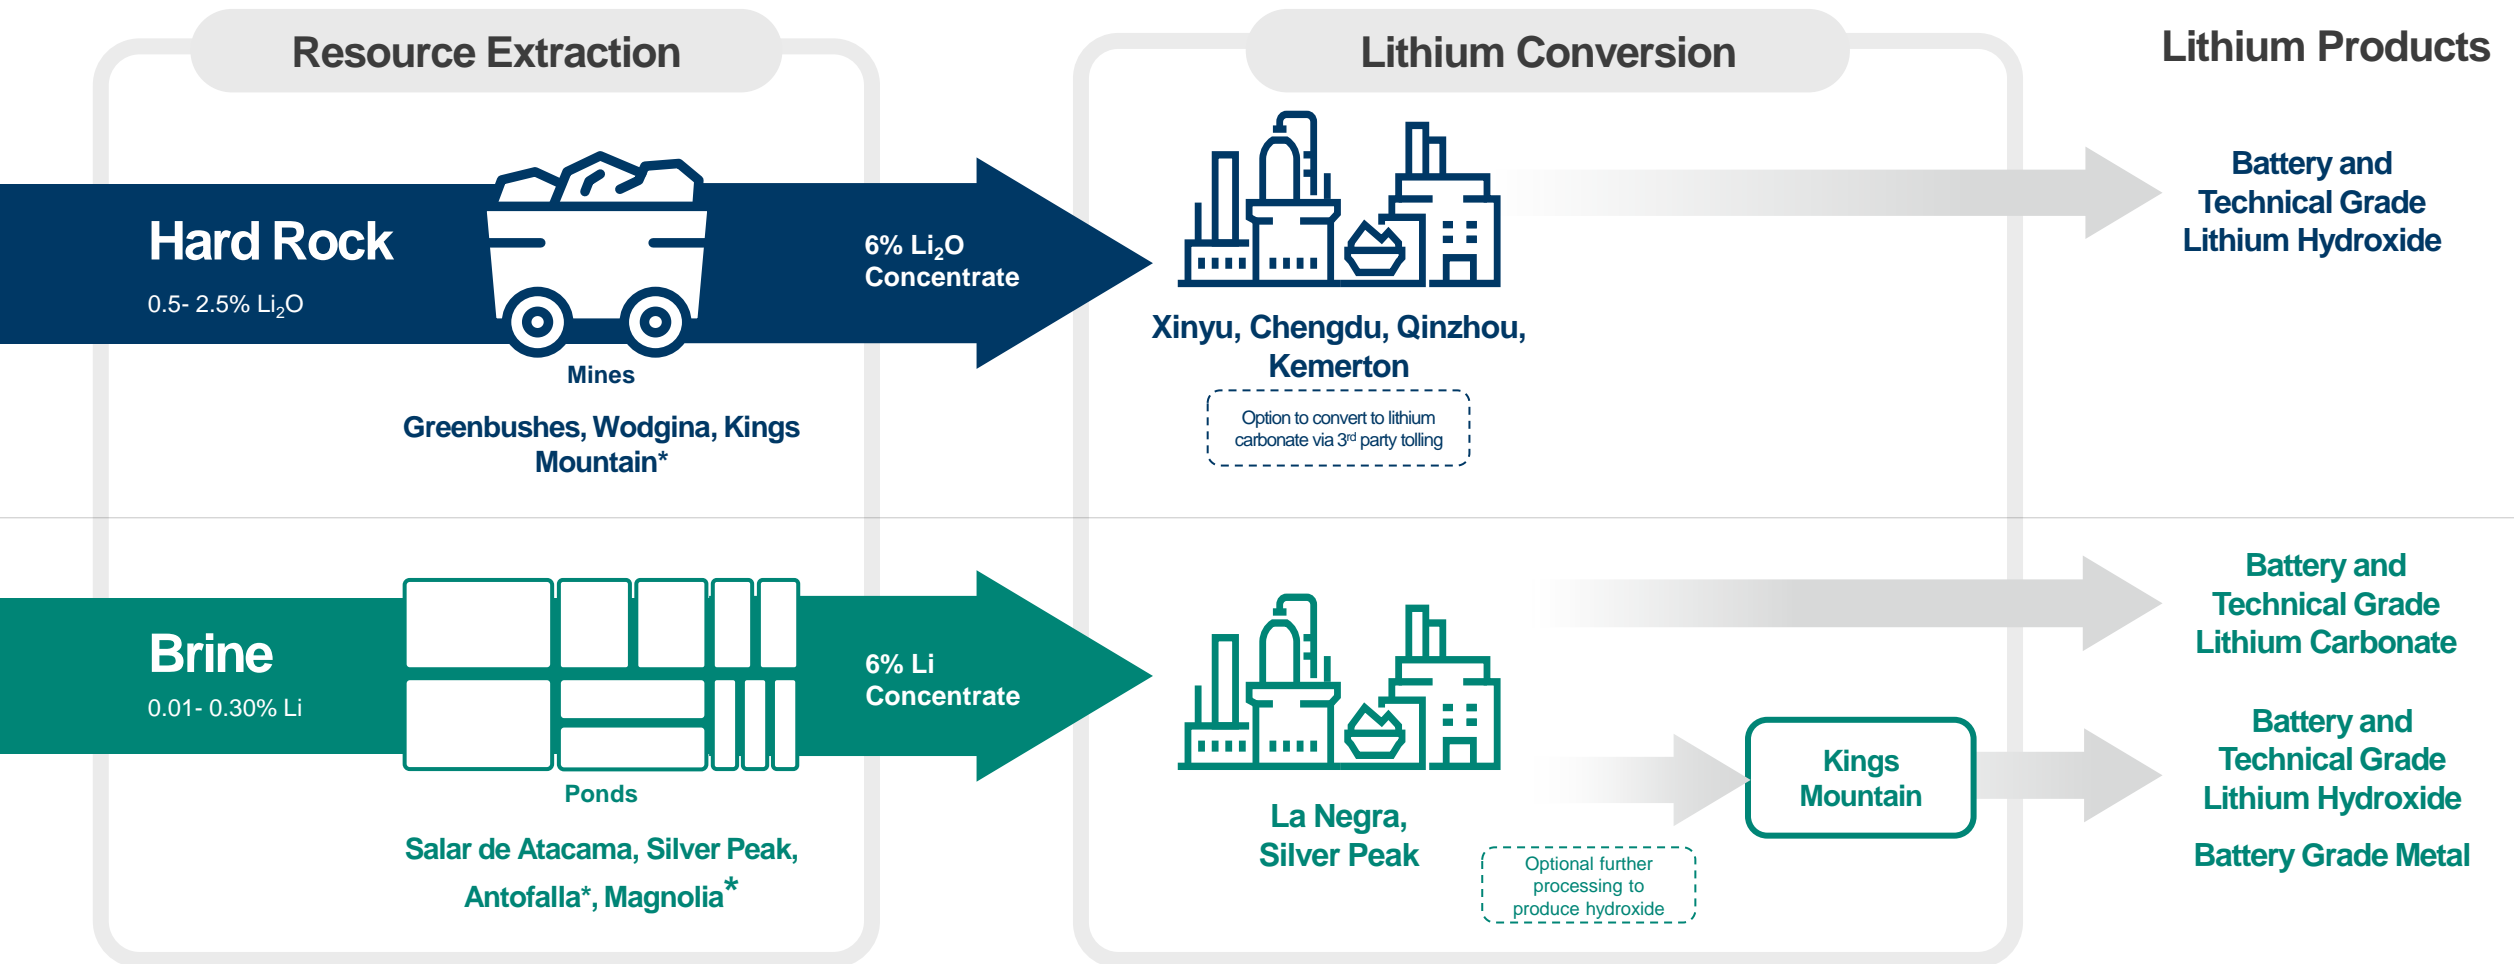 Resource Extraction
Lithium Conversion
Lithium Products
Hard Rock
0.5- 2.5% Li₂O
Mines
Greenbushes, Wodgina, Kings
Mountain*
6% Li₂O
Concentrate
Xinyu, Chengdu, Qinzhou,
Kemerton
Option to convert to lithium
carbonate via 3rd party tolling
Battery and
Technical Grade
Lithium Hydroxide
Brine
0.01- 0.30% Li
Ponds
Salar de Atacama, Silver Peak,
Antofalla*, Magnolia*
6% Li
Concentrate
La Negra,
Silver Peak
Optional further
processing to
produce hydroxide
Kings
Mountain
Battery and
Technical Grade
Lithium Carbonate
Battery and
Technical Grade
Lithium Hydroxide
Battery Grade Metal